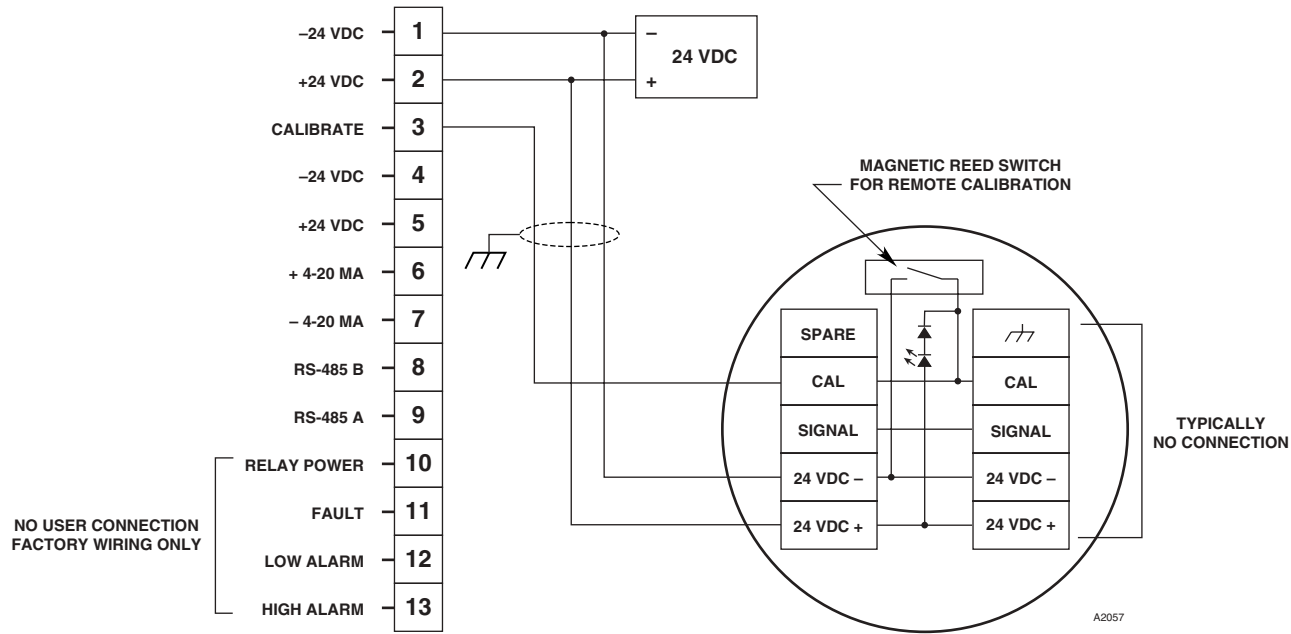 –24 VDC
1
+24 VDC
2
CALIBRATE
3
–24 VDC
4
+24 VDC
5
+ 4-20 MA
6
– 4-20 MA
7
RS-485 B
8
RS-485 A
9
RELAY POWER
10
FAULT
11
LOW ALARM
12
HIGH ALARM
13
NO USER CONNECTION
FACTORY WIRING ONLY
–
24 VDC
+
MAGNETIC REED SWITCH
FOR REMOTE CALIBRATION
SPARE
CAL
SIGNAL
24 VDC –
24 VDC +
CAL
SIGNAL
24 VDC –
24 VDC +
TYPICALLY
NO CONNECTION
A2057